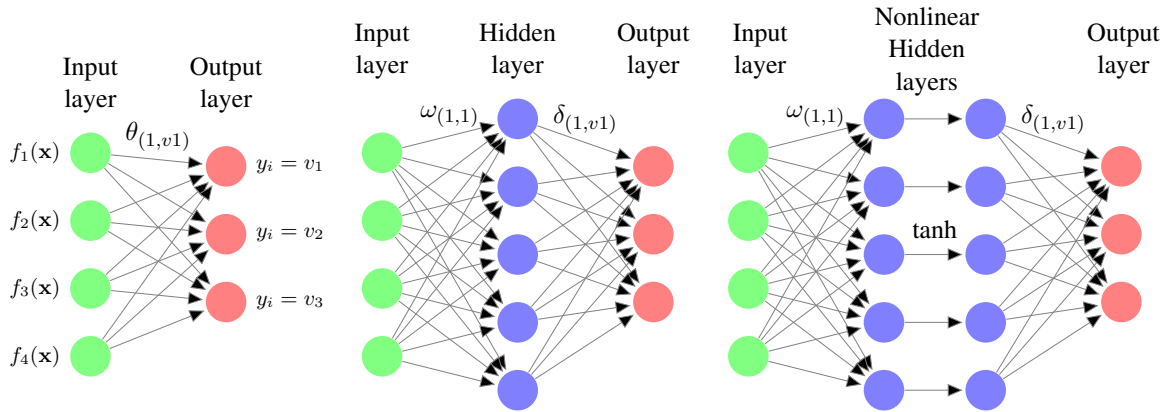 Input
layer
Output
layer
θ(1,v1)
f1(x)
f2(x)
f3(x)
f4(x)
yi = v1
yi = v2
yi = v3
Input
layer
Hidden
layer
Output
layer
ω(1,1)
δ(1,v1)
Input
layer
Nonlinear
Hidden
layers
Output
layer
ω(1,1)
δ(1,v1)
tanh